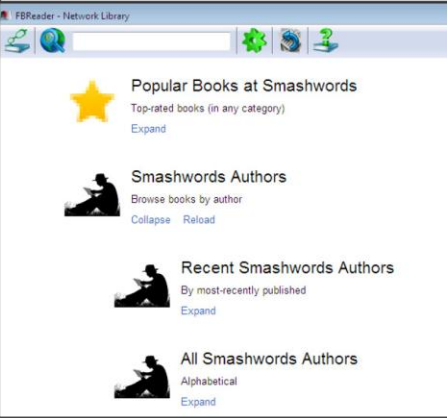 FBReader - Network Library
Popular Books at Smashwords
Top-rated books (in any category)
Expand
Smashwords Authors
Browse books by author
Collapse Reload
Recent Smashwords Authors
By most-recently published
Expand
All Smashwords Authors
Alphabetical
Expand